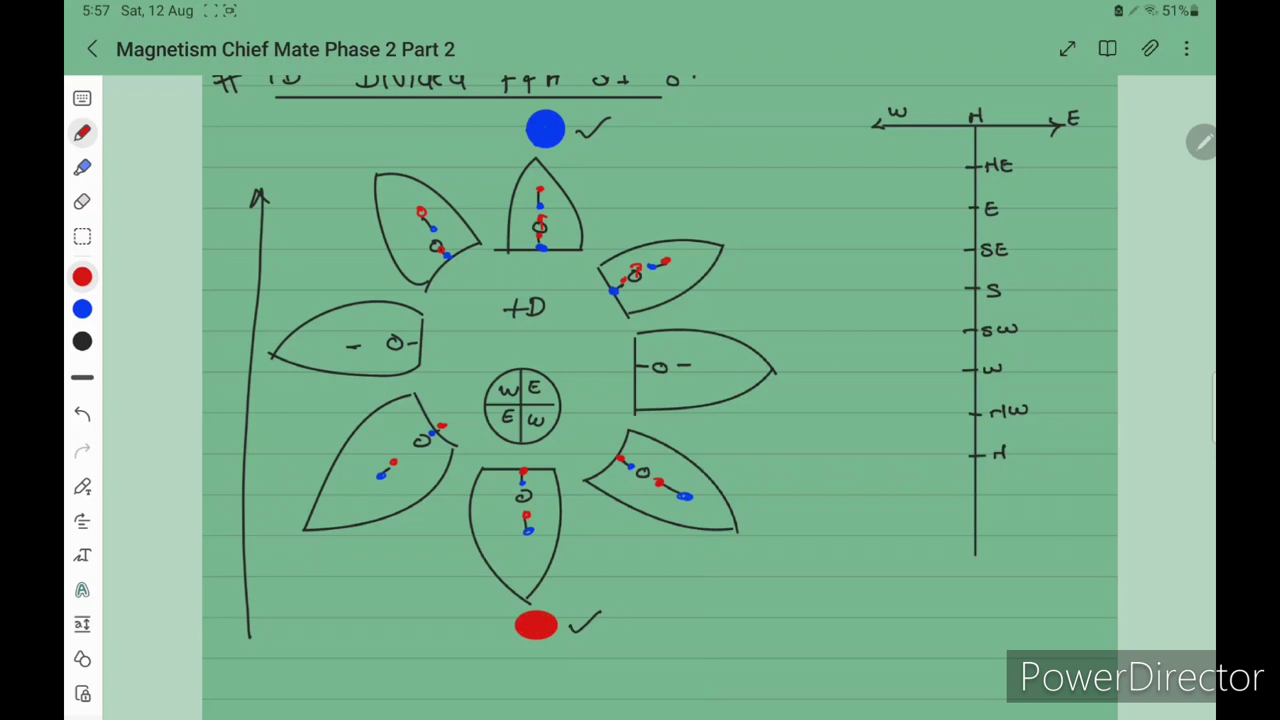 5:57 Sat, 12 Aug 51%
Magnetism Chief Mate Phase 2 Part 2
W N E
NE
E
SE
S
SW
W
NW
N
+D
W E
E W
PowerDirector